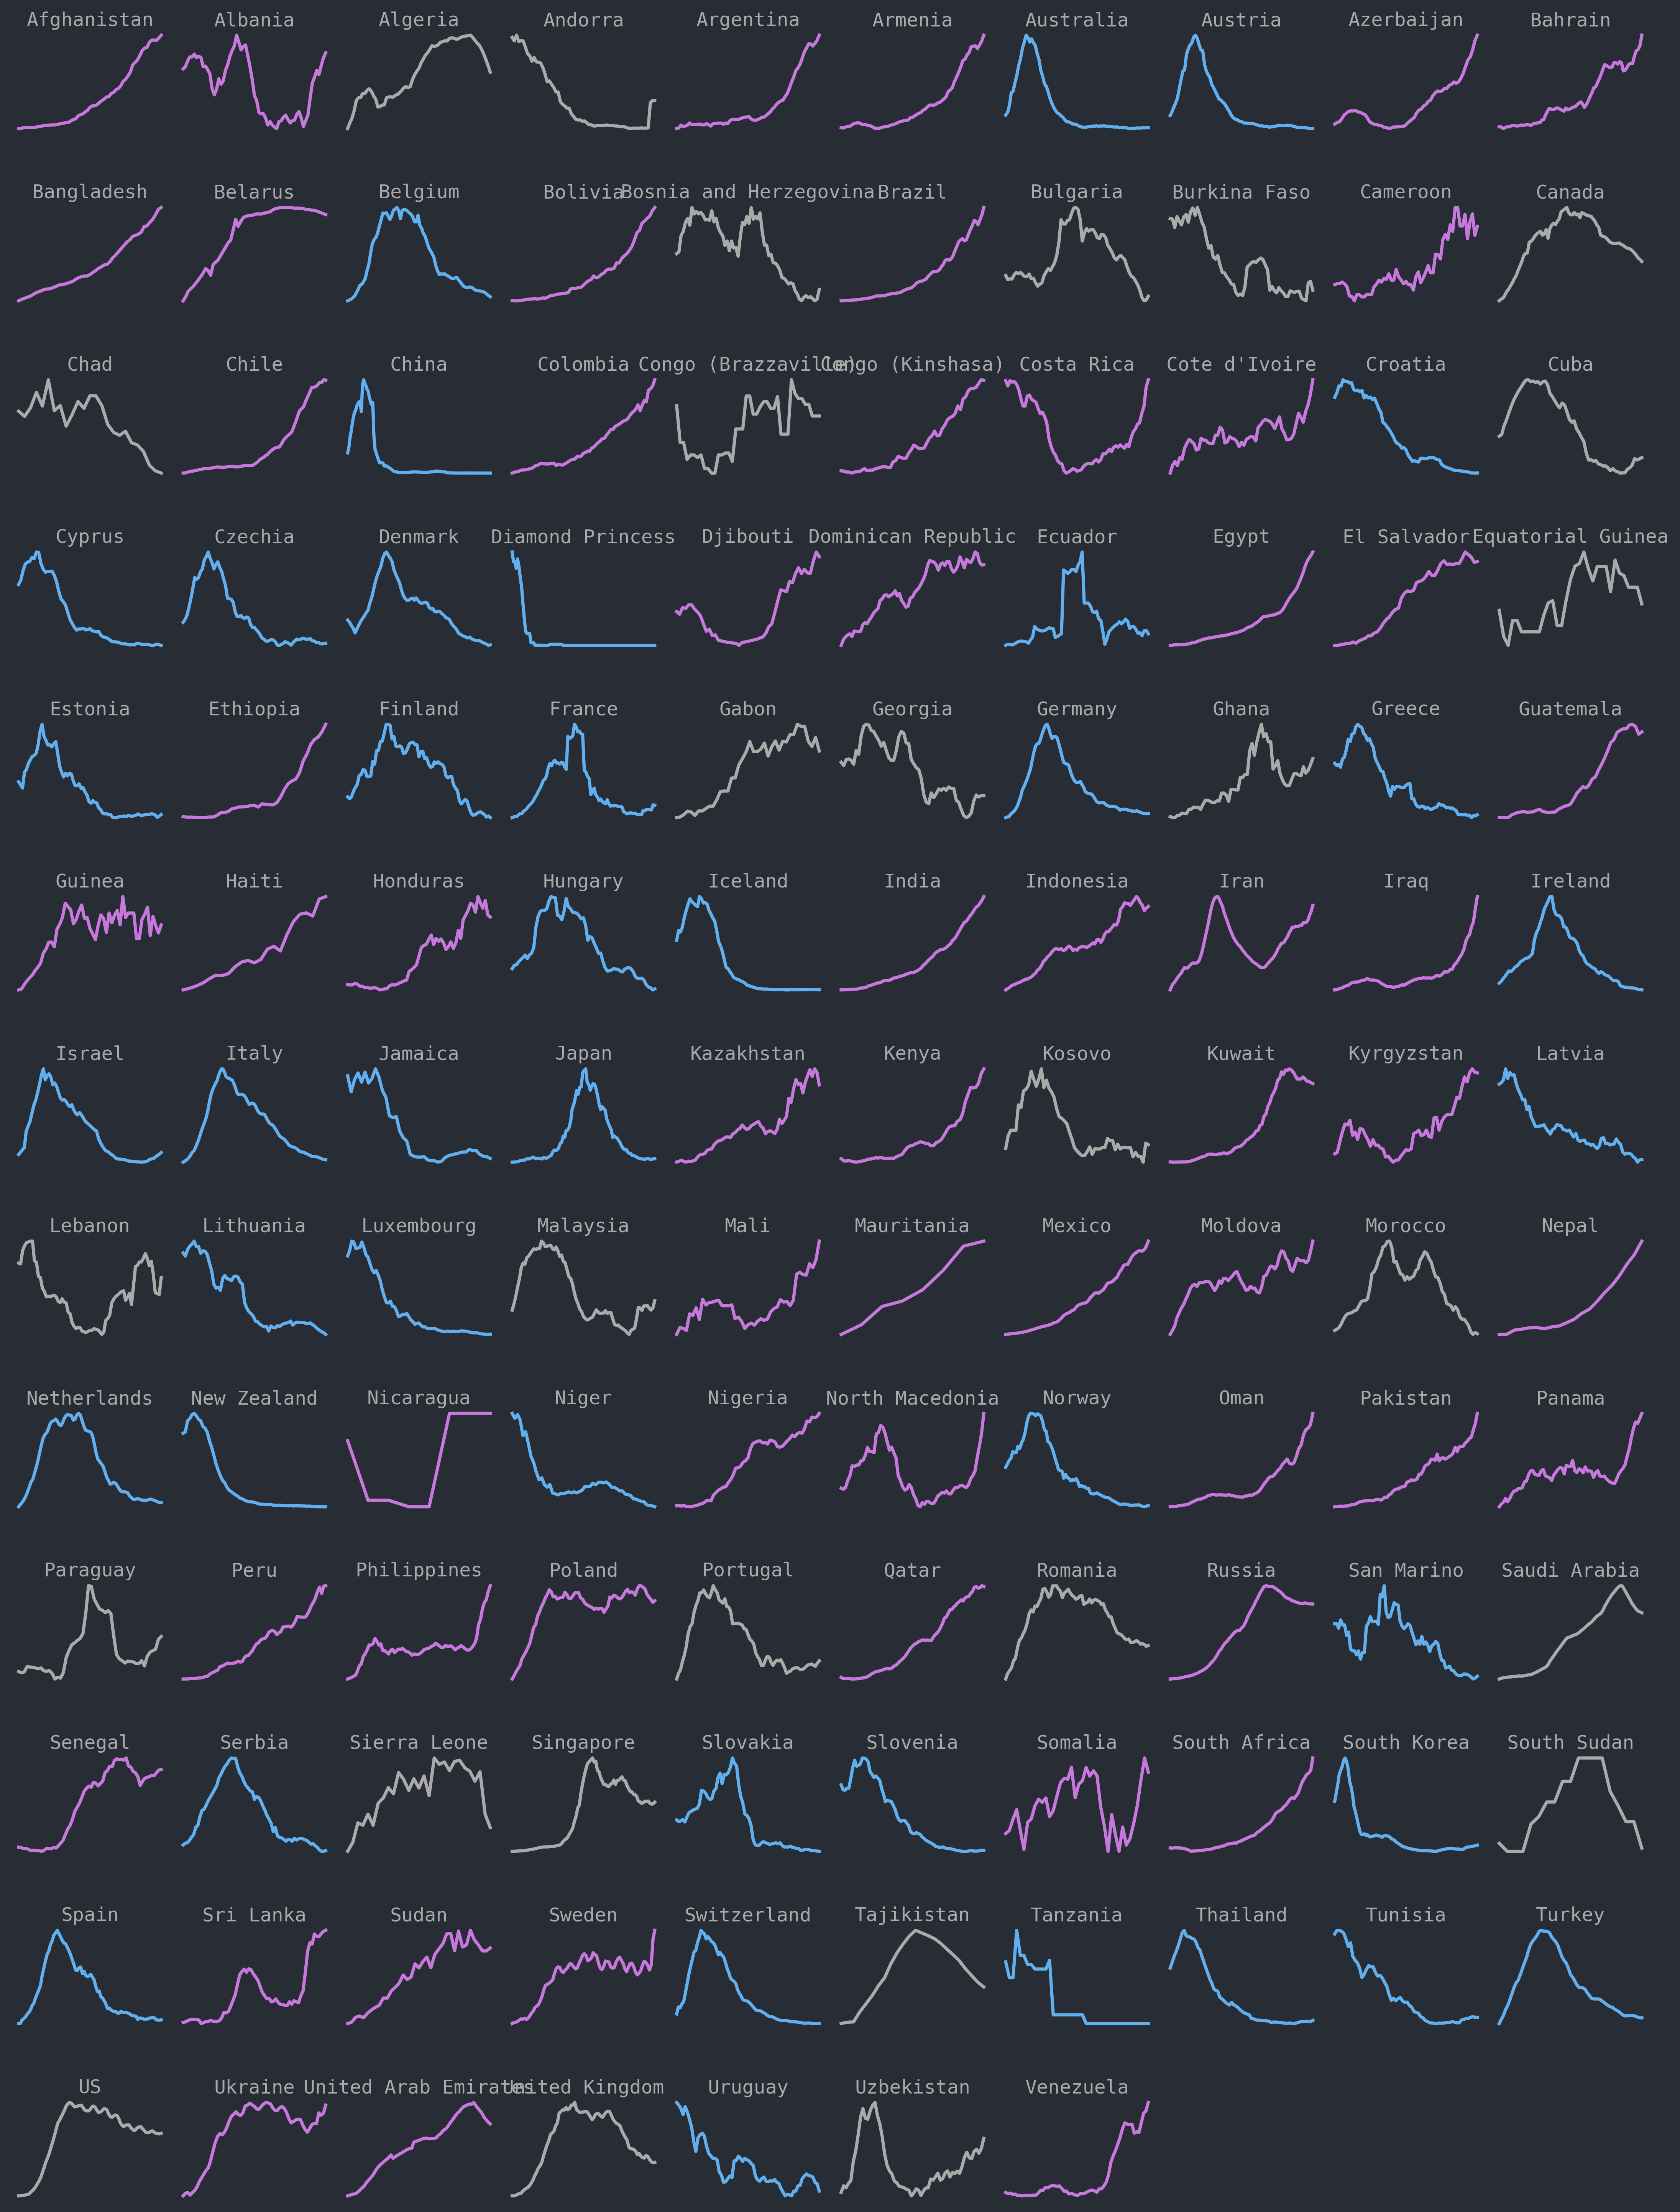 Afghanistan Albania Algeria Andorra Argentina Armenia Australia Austria Azerbaijan Bahrain
Bangladesh Belarus Belgium Bolivia Bosnia and Herzegovina Brazil Bulgaria Burkina Faso Cameroon Canada
Chad Chile China Colombia Congo (Brazzaville) Congo (Kinshasa) Costa Rica Cote d'Ivoire Croatia Cuba
Cyprus Czechia Denmark Diamond Princess Djibouti Dominican Republic Ecuador Egypt El Salvador Equatorial Guinea
Estonia Ethiopia Finland France Gabon Georgia Germany Ghana Greece Guatemala
Guinea Haiti Honduras Hungary Iceland India Indonesia Iran Iraq Ireland
Israel Italy Jamaica Japan Kazakhstan Kenya Kosovo Kuwait Kyrgyzstan Latvia
Lebanon Lithuania Luxembourg Malaysia Mali Mauritania Mexico Moldova Morocco Nepal
Netherlands New Zealand Nicaragua Niger Nigeria North Macedonia Norway Oman Pakistan Panama
Paraguay Peru Philippines Poland Portugal Qatar Romania Russia San Marino Saudi Arabia
Senegal Serbia Sierra Leone Singapore Slovakia Slovenia Somalia South Africa South Korea South Sudan
Spain Sri Lanka Sudan Sweden Switzerland Tajikistan Tanzania Thailand Tunisia Turkey
US Ukraine United Arab Emirates United Kingdom Uruguay Uzbekistan Venezuela